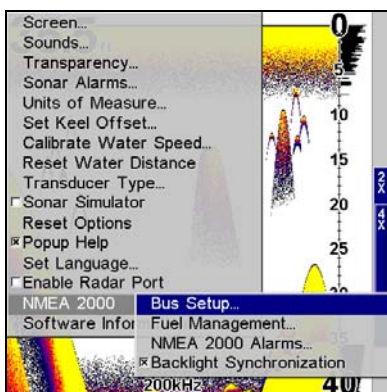 Screen...
Sounds...
Transparency...
Sonar Alarms...
Units of Measure...
Set Keel Offset...
Calibrate Water Speed...
Reset Water Distance
Transducer Type...
Sonar Simulator
Reset Options
Popup Help
Set Language...
Enable Radar Port
NMEA 2000
Software Infor
Bus Setup...
Fuel Management...
NMEA 2000 Alarms...
Backlight Synchronization
200kHz
0
5
10
15
20
25
30
35
40
2X
4X